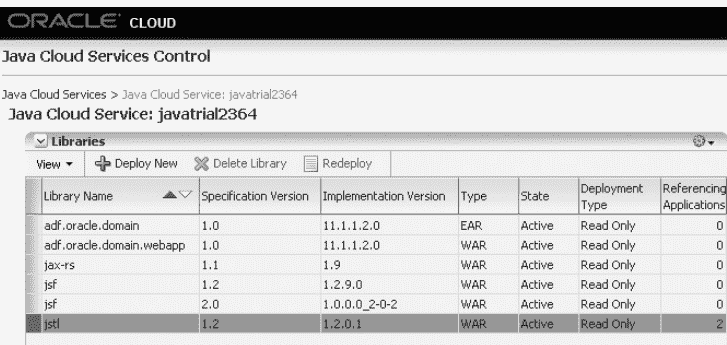 ORACLE CLOUD
Java Cloud Services Control
Java Cloud Services > Java Cloud Service: javatrial2364
Java Cloud Service: javatrial2364
Libraries
View Deploy New Delete Library Redeploy
Library Name Specification Version Implementation Version Type State Deployment Type Referencing Applications
adf.oracle.domain 1.0 11.1.1.2.0 EAR Active Read Only 0
adf.oracle.domain.webapp 1.0 11.1.1.2.0 WAR Active Read Only 0
jax-rs 1.1 1.9 WAR Active Read Only 0
jsf 1.2 1.2.9.0 WAR Active Read Only 0
jsf 2.0 1.0.0.0_2-0-2 WAR Active Read Only 0
jstl 1.2 1.2.0.1 WAR Active Read Only 2